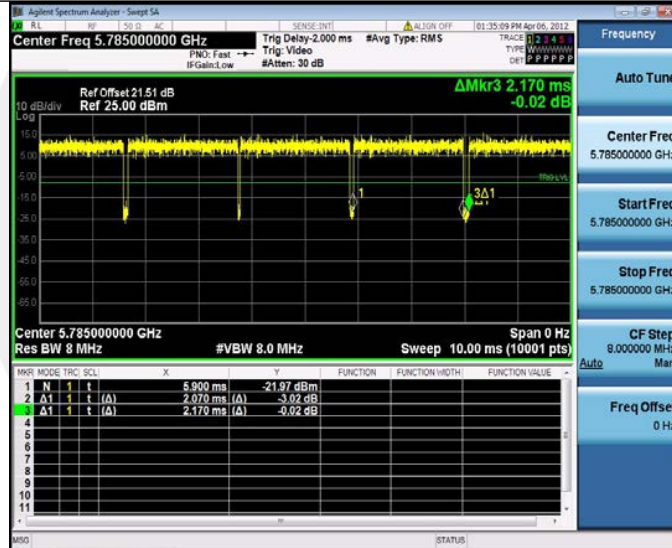 Agilent Spectrum Analyzer - Swept SA
RL RF 50 Ω AC SENSE:INT ALIGN OFF 01:35:09 PM Apr 06, 2012
Center Freq 5.785000000 GHz
PNO: Fast
IFGain:Low
Trig Delay-2.000 ms
Trig: Video
#Atten: 30 dB
#Avg Type: RMS
TRACE 1 2 3 4 5 6
TYPE WWWWWW
DET P P P P P P
Frequency
Auto Tune
Center Freq
5.785000000 GHz
Start Freq
5.785000000 GHz
Stop Freq
5.785000000 GHz
CF Step
8.000000 MHz
Auto Man
Freq Offset
0 Hz
ΔMkr3 2.170 ms
-0.02 dB
Ref Offset 21.51 dB
Ref 25.00 dBm
10 dB/div
Log
15.0
5.00
-5.00
TRIG LVL
-15.0
1
3Δ1
-25.0
-35.0
-45.0
-55.0
-65.0
Center 5.785000000 GHz Span 0 Hz
Res BW 8 MHz #VBW 8.0 MHz Sweep 10.00 ms (10001 pts)
MKR MODE TRC SCL X Y FUNCTION FUNCTION WIDTH FUNCTION VALUE
1 N 1 t 5.900 ms -21.97 dBm
2 Δ1 1 t (Δ) 2.070 ms (Δ) -3.02 dB
3 Δ1 1 t (Δ) 2.170 ms (Δ) -0.02 dB
4
5
6
7
8
9
10
11
MSG STATUS